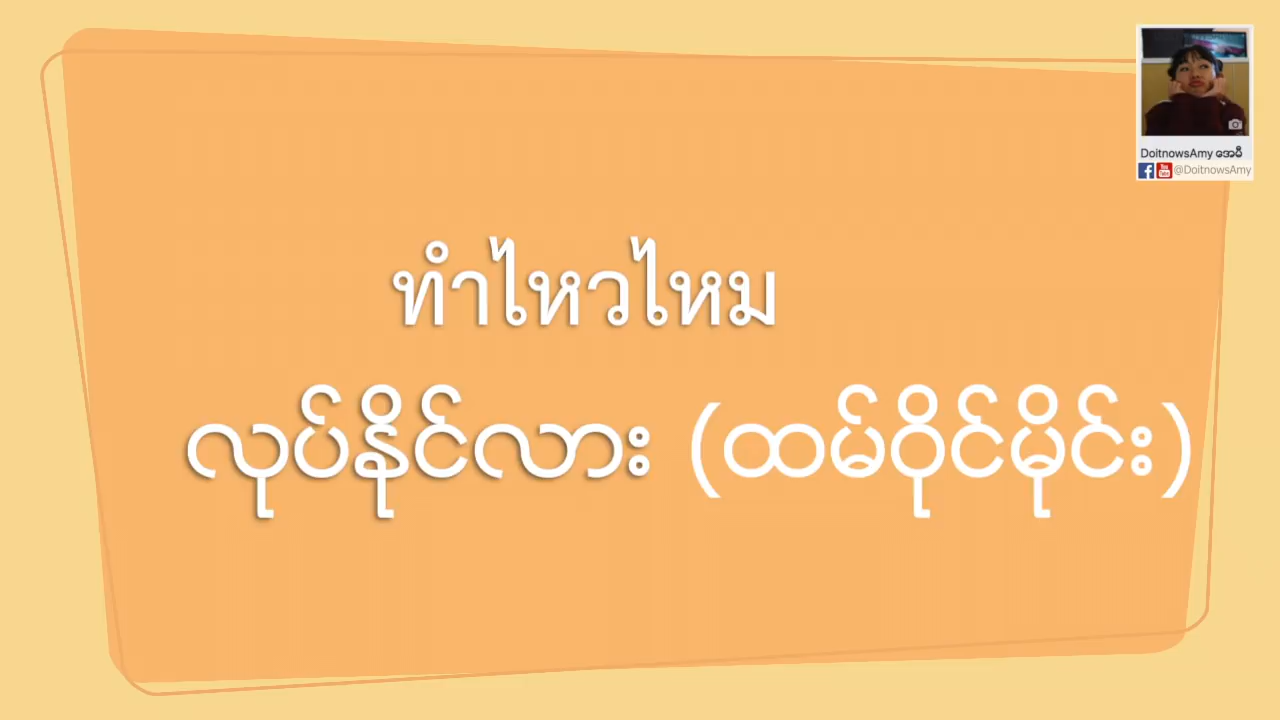 DoitnowsAmy အေမီ
@DoitnowsAmy
ทำไหวไหม
လုပ်နိုင်လား (ထမ်ဝိုင်မိုင်း)